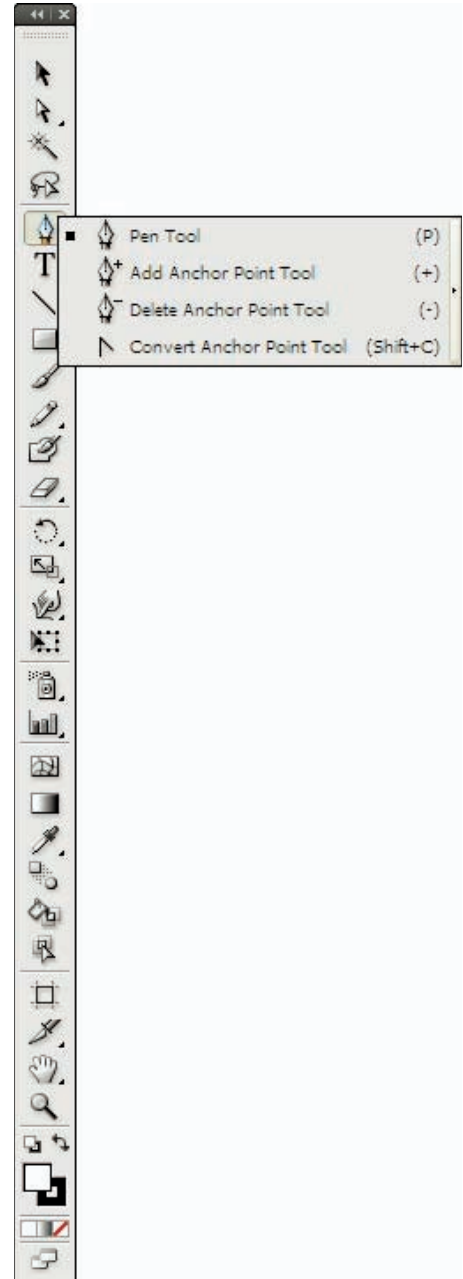 Pen Tool (P)
Add Anchor Point Tool (+)
Delete Anchor Point Tool (-)
Convert Anchor Point Tool (Shift+C)
T